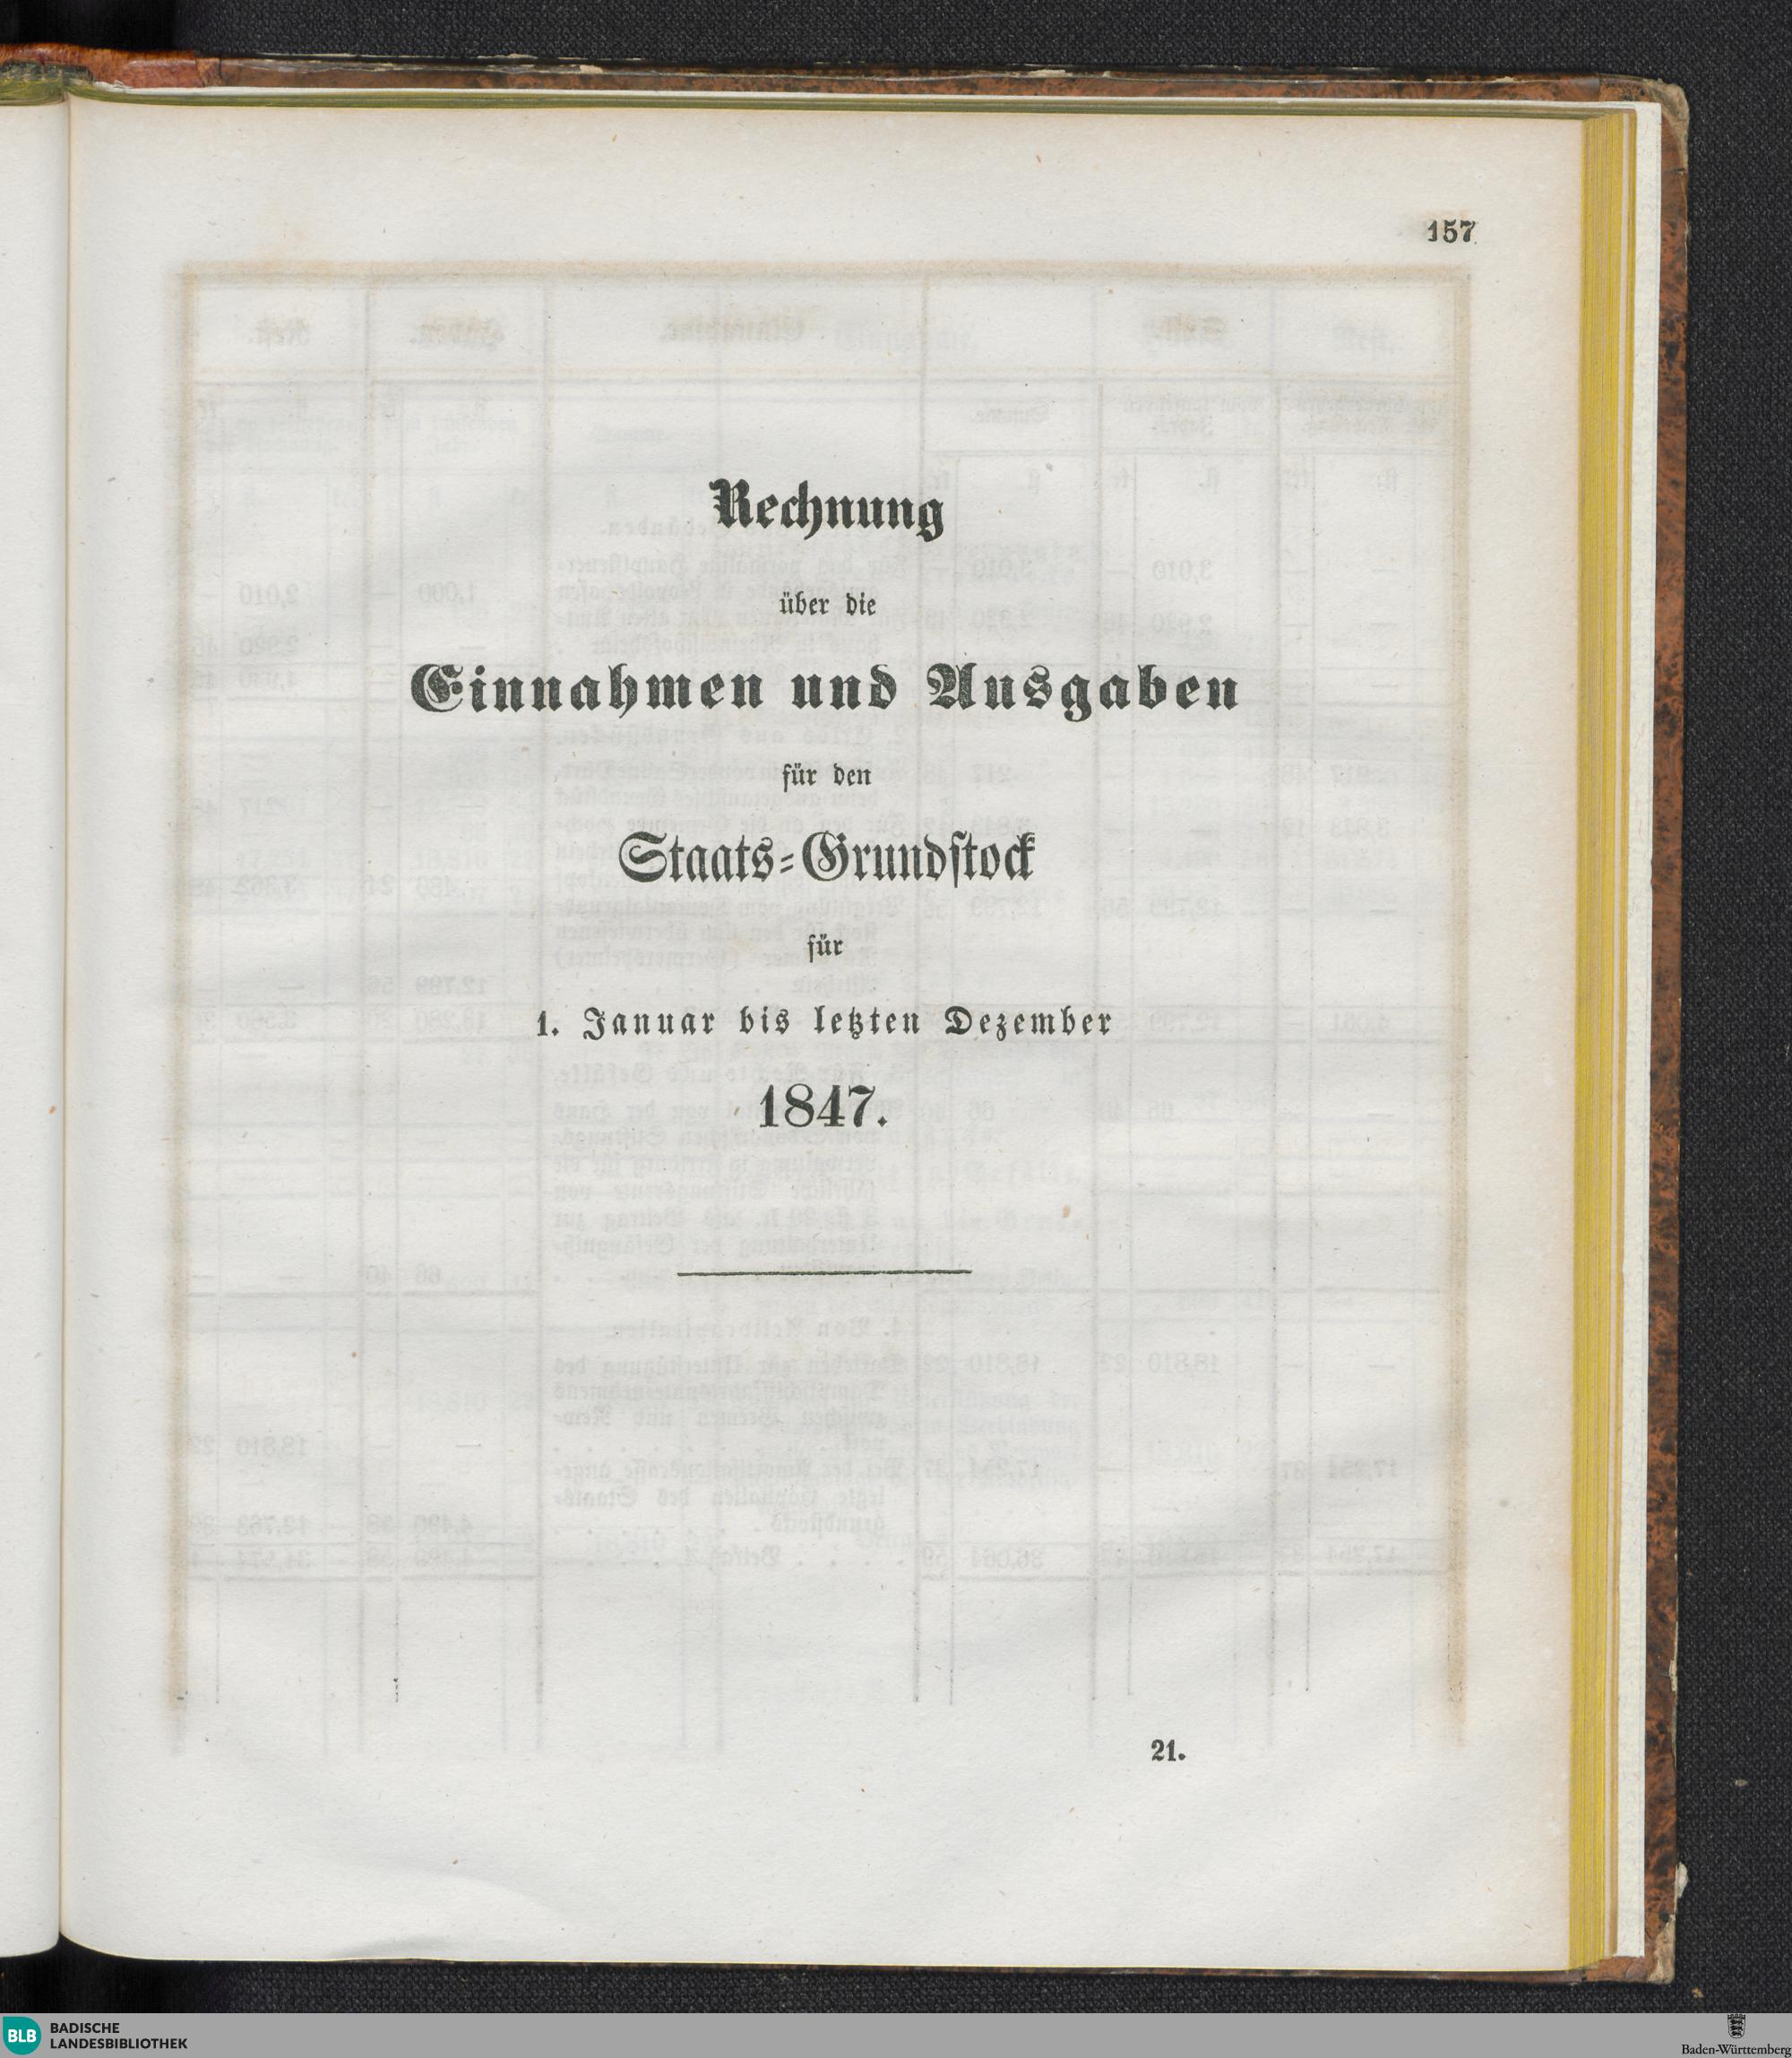 157
Rechnung
über die
Einnahmen und Ausgaben
für den
Staats-Grundstock
für
1. Januar bis letzten Dezember
1847.
21.
BLB
BADISCHE
LANDESBIBLIOTHEK
Baden-Württemberg